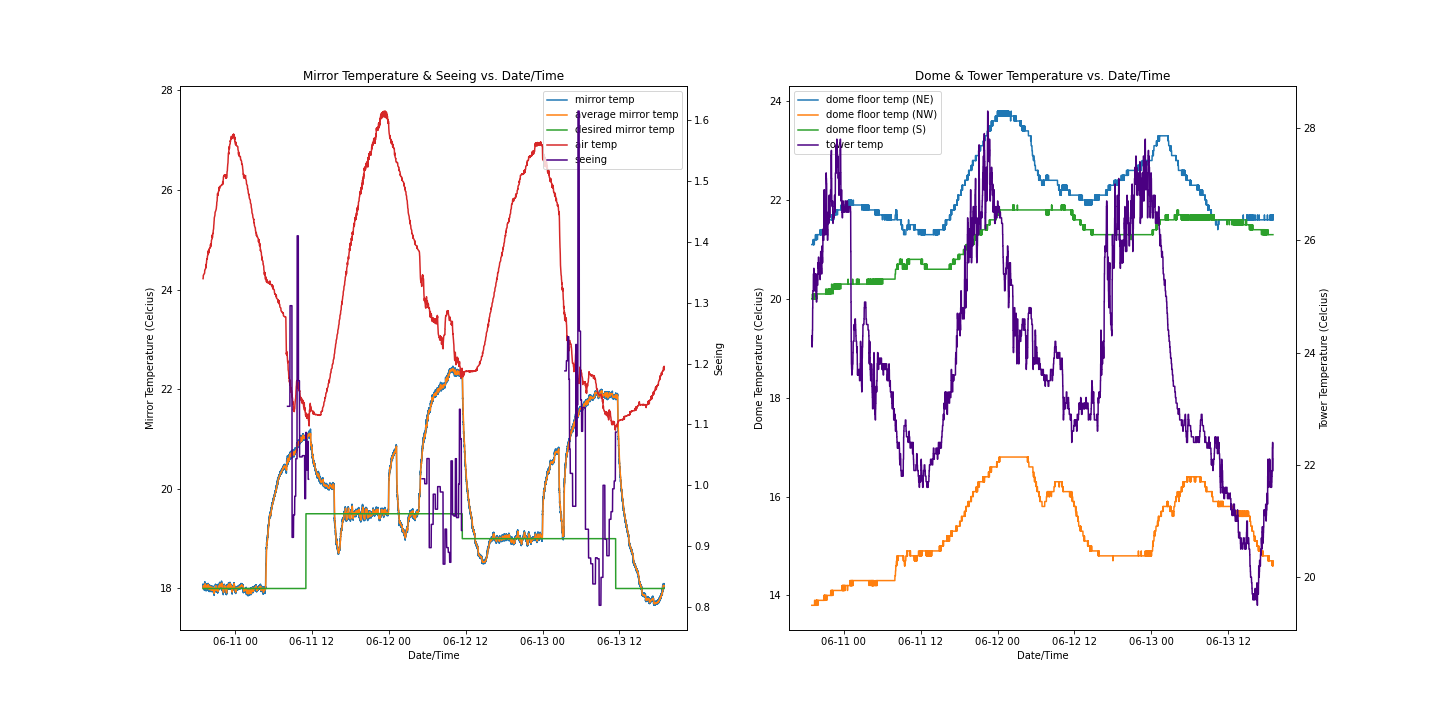 Mirror Temperature & Seeing vs. Date/Time
28
26
24
22
20
18
Mirror Temperature (Celcius)
mirror temp
average mirror temp
desired mirror temp
air temp
seeing
1.6
1.5
1.4
1.3
1.2
1.1
1.0
0.9
0.8
Seeing
06-11 00
06-11 12
06-12 00
06-12 12
06-13 00
06-13 12
Date/Time
Dome & Tower Temperature vs. Date/Time
24
22
20
18
16
14
Dome Temperature (Celcius)
dome floor temp (NE)
dome floor temp (NW)
dome floor temp (S)
tower temp
28
26
24
22
20
Tower Temperature (Celcius)
06-11 00
06-11 12
06-12 00
06-12 12
06-13 00
06-13 12
Date/Time